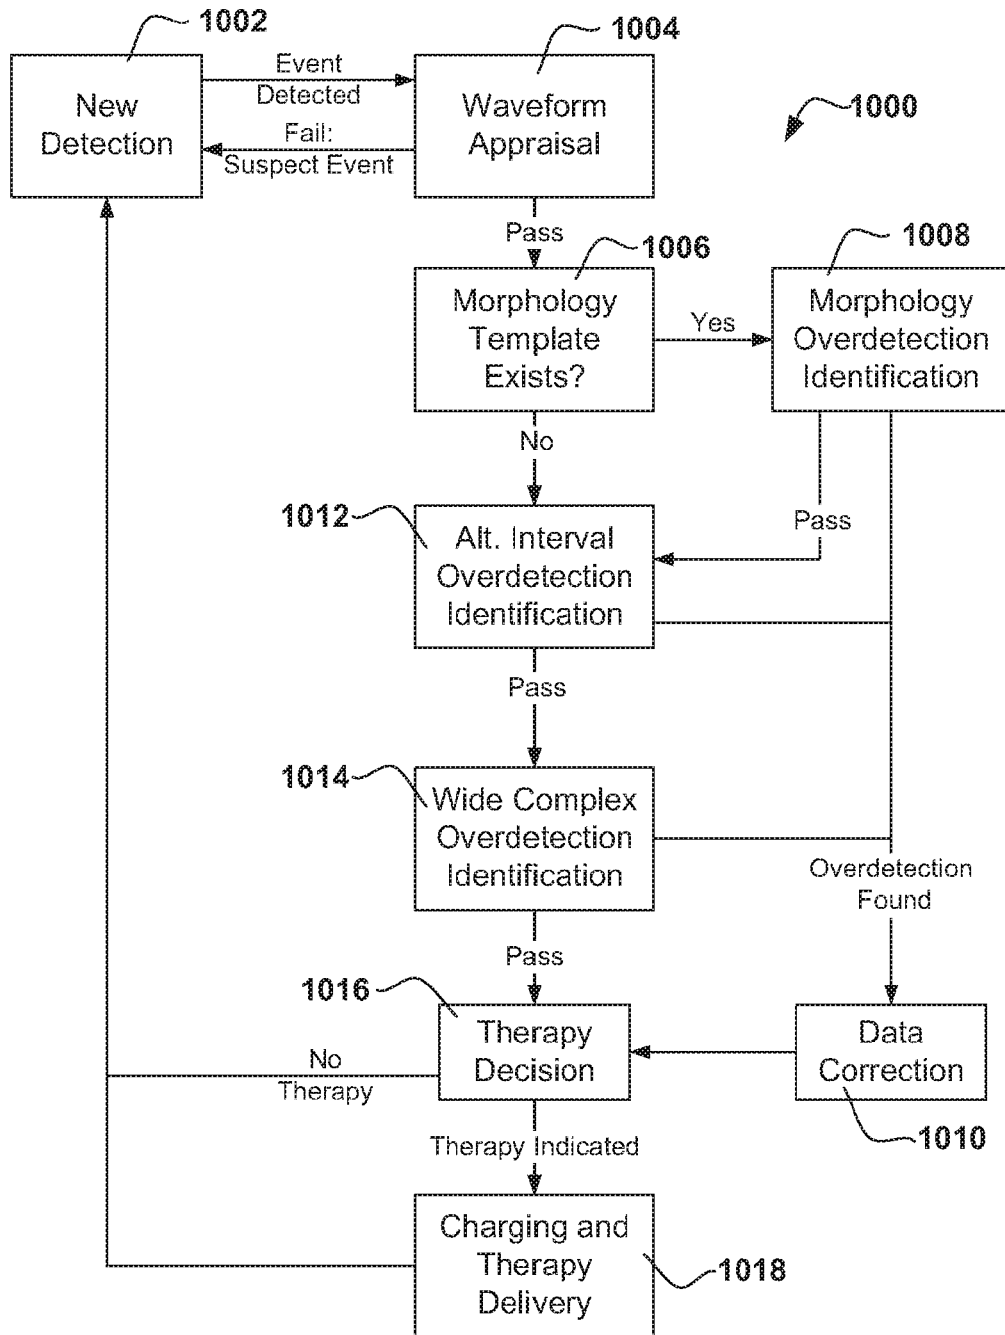 1002
1004
Event
Detected
New
Detection
Waveform
Appraisal
1000
Fail:
Suspect Event
Pass
1006
1008
Morphology
Template
Exists?
Yes
Morphology
Overdetection
Identification
No
1012
Alt. Interval
Overdetection
Identification
Pass
Pass
1014
Wide Complex
Overdetection
Identification
Overdetection
Found
Pass
1016
Therapy
Decision
Data
Correction
No
Therapy
1010
Therapy Indicated
Charging and
Therapy
Delivery
1018